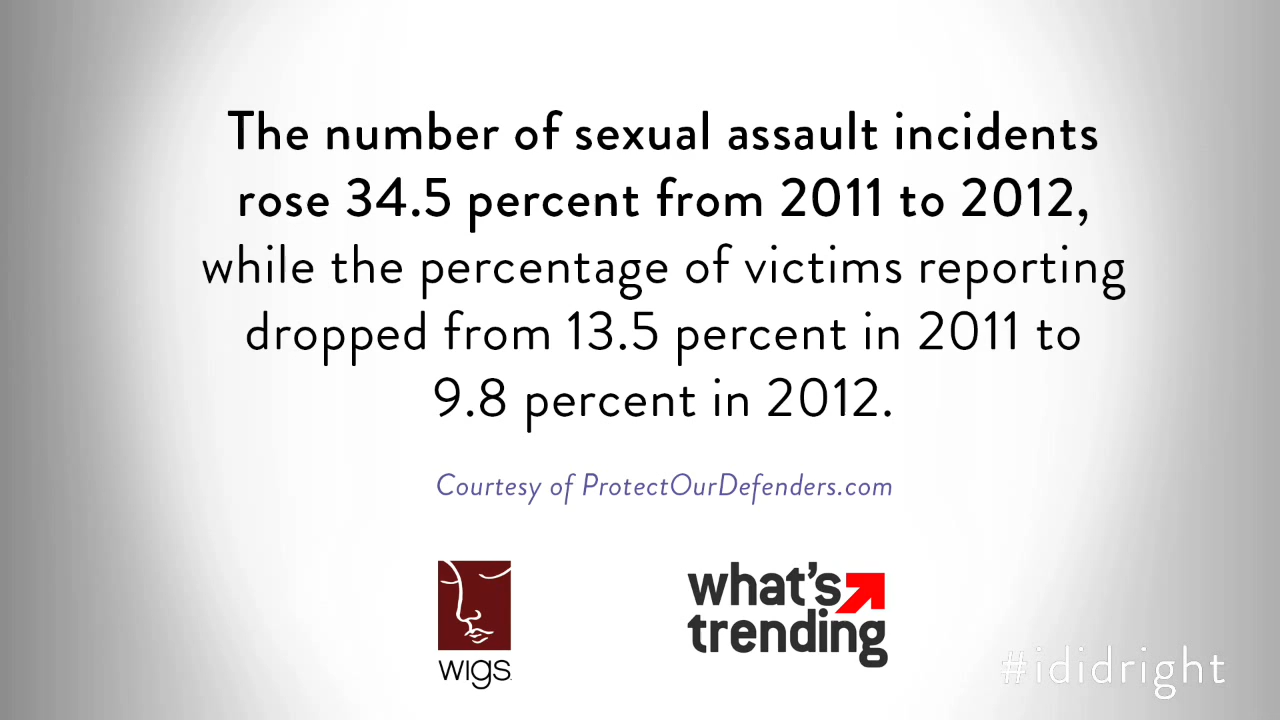 The number of sexual assault incidents
rose 34.5 percent from 2011 to 2012,
while the percentage of victims reporting
dropped from 13.5 percent in 2011 to
9.8 percent in 2012.
Courtesy of ProtectOurDefenders.com
wigs
what's
trending
#ididright